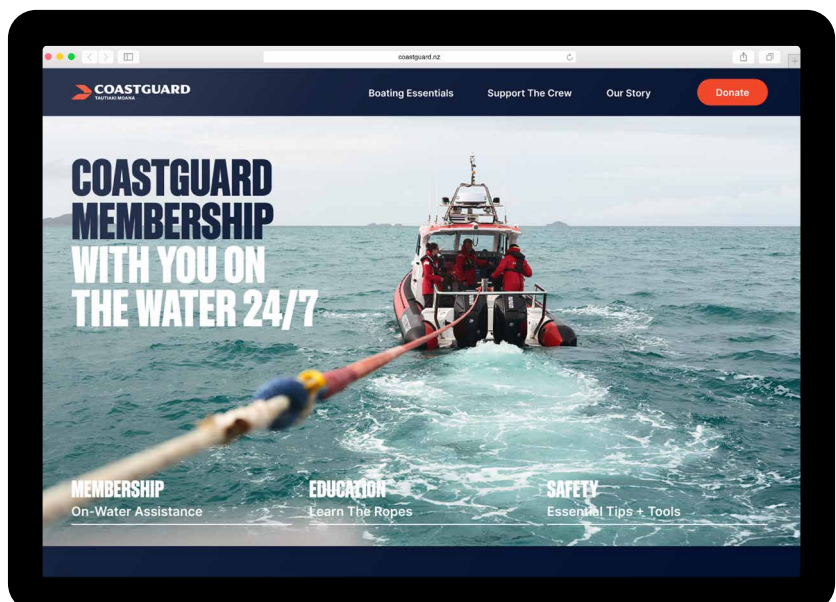 coastguard.nz
COASTGUARD
TAUTIAKI MOANA
Boating Essentials
Support The Crew
Our Story
Donate
COASTGUARD
MEMBERSHIP
WITH YOU ON
THE WATER 24/7
MEMBERSHIP
On-Water Assistance
EDUCATION
Learn The Ropes
SAFETY
Essential Tips + Tools